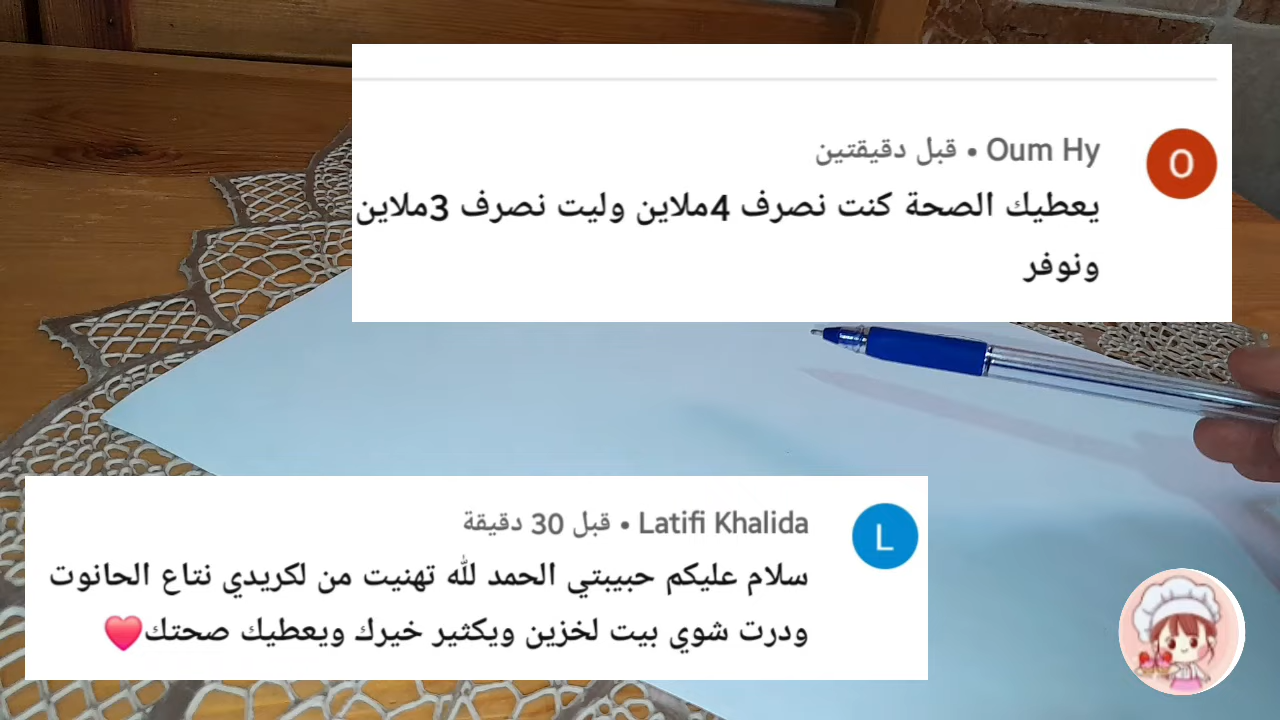 O
Oum Hy • قبل دقيقتين
يعطيك الصحة كنت نصرف 4ملاين وليت نصرف 3ملاين
ونوفر
L
Latifi Khalida • قبل 30 دقيقة
سلام عليكم حبيبتي الحمد لله تهنيت من لكريدي نتاع الحانوت
ودرت شوي بيت لخزين ويكثير خيرك ويعطيك صحتك❤️